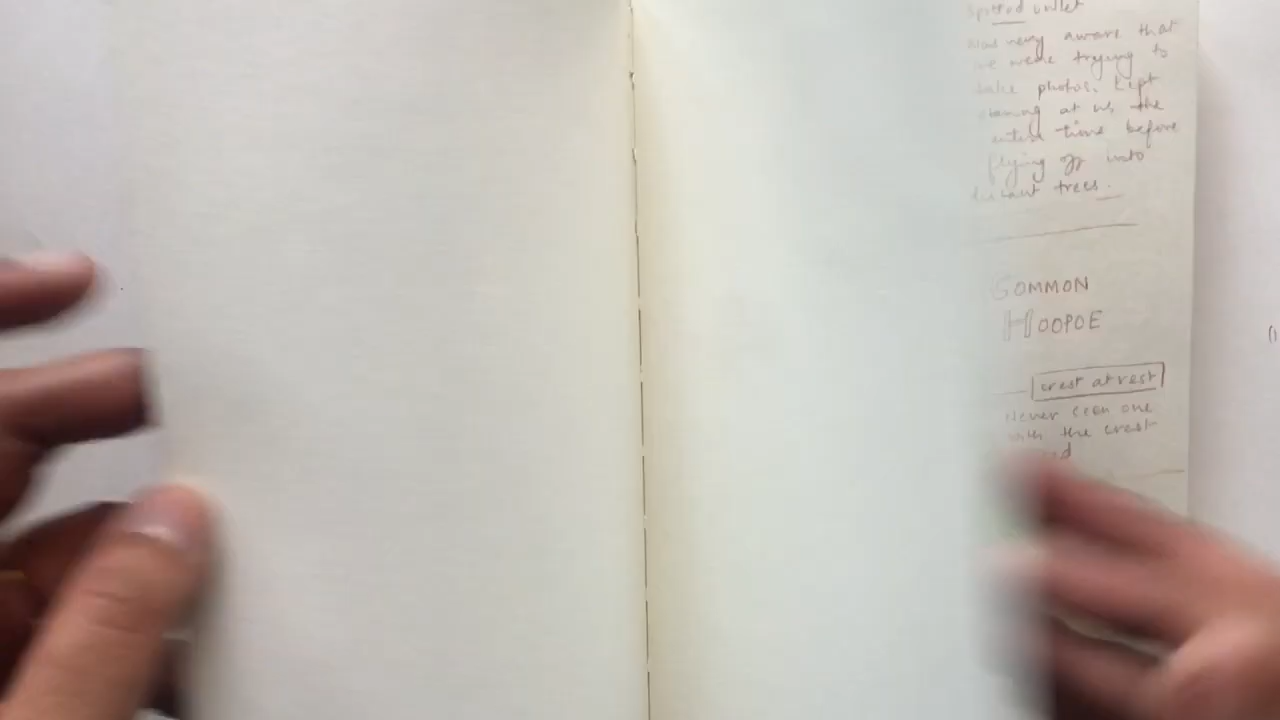 spotted owlet
was very aware that
we were trying to
take photos. Kept
staring at us the
entire time before
flying off into
distant trees.
COMMON
HOOPOE
crest at rest
Never seen one
with the crest